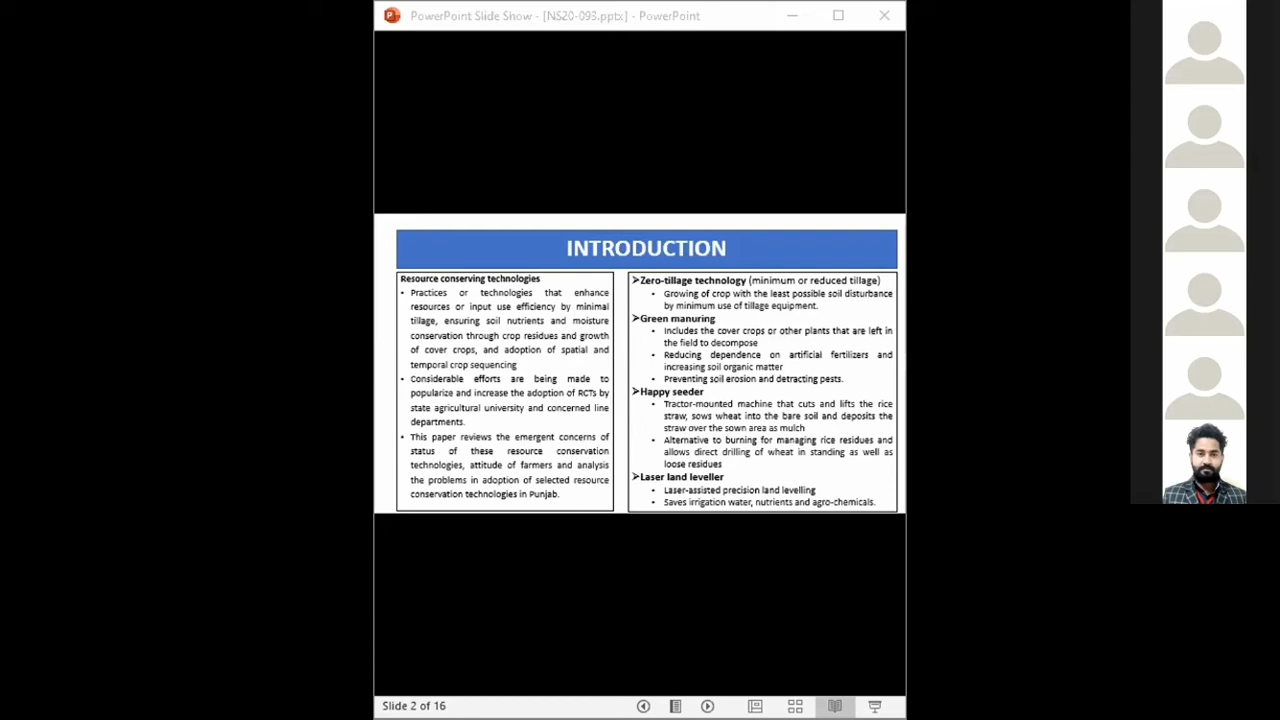 PowerPoint Slide Show - [NS20-093.pptx] - PowerPoint
INTRODUCTION
Resource conserving technologies
• Practices or technologies that enhance
resources or input use efficiency by minimal
tillage, ensuring soil nutrients and moisture
conservation through crop residues and growth
of cover crops, and adoption of spatial and
temporal crop sequencing
• Considerable efforts are being made to
popularize and increase the adoption of RCTs by
state agricultural university and concerned line
departments.
• This paper reviews the emergent concerns of
status of these resource conservation
technologies, attitude of farmers and analysis
the problems in adoption of selected resource
conservation technologies in Punjab.
➢Zero-tillage technology (minimum or reduced tillage)
• Growing of crop with the least possible soil disturbance
by minimum use of tillage equipment.
➢Green manuring
• Includes the cover crops or other plants that are left in
the field to decompose
• Reducing dependence on artificial fertilizers and
increasing soil organic matter
• Preventing soil erosion and detracting pests.
➢Happy seeder
• Tractor-mounted machine that cuts and lifts the rice
straw, sows wheat into the bare soil and deposits the
straw over the sown area as mulch
• Alternative to burning for managing rice residues and
allows direct drilling of wheat in standing as well as
loose residues
➢Laser land leveller
• Laser-assisted precision land levelling
• Saves irrigation water, nutrients and agro-chemicals.
Slide 2 of 16